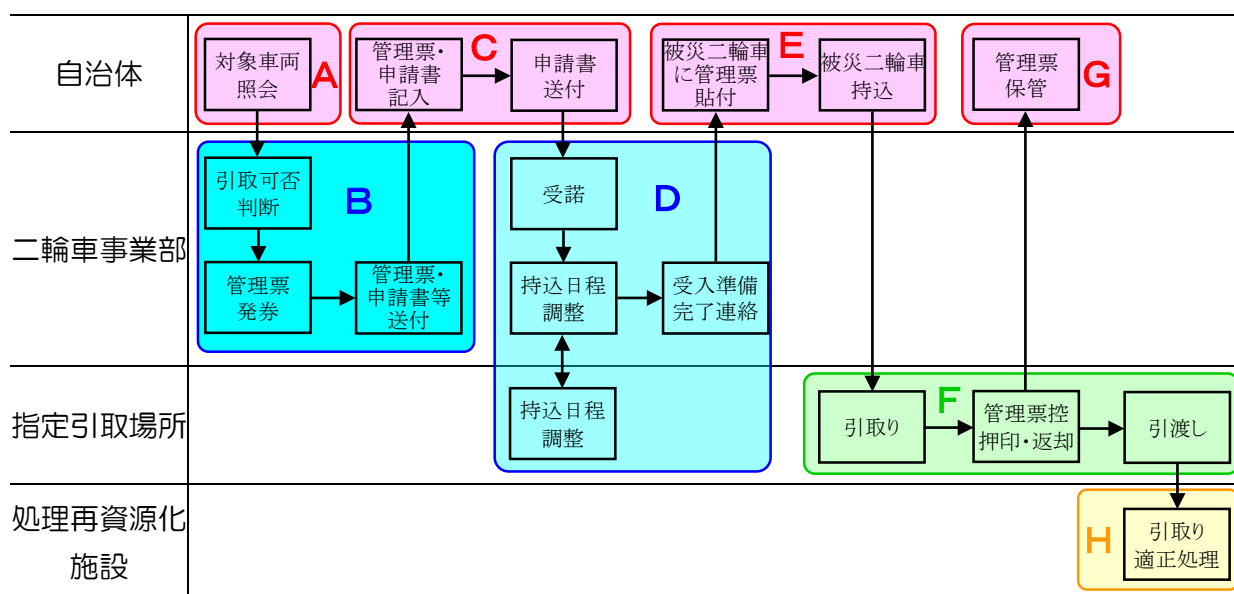 自治体
対象車両
照会
A
管理票・
申請書
記入
C
申請書
送付
被災二輪車
に管理票
貼付
E
被災二輪車
持込
管理票
保管
G
二輪車事業部
引取可否
判断
B
管理票
発券
管理票・
申請書等
送付
受諾
D
持込日程
調整
受入準備
完了連絡
指定引取場所
持込日程
調整
引取り
F
管理票控
押印・返却
引渡し
処理再資源化
施設
H
引取り
適正処理